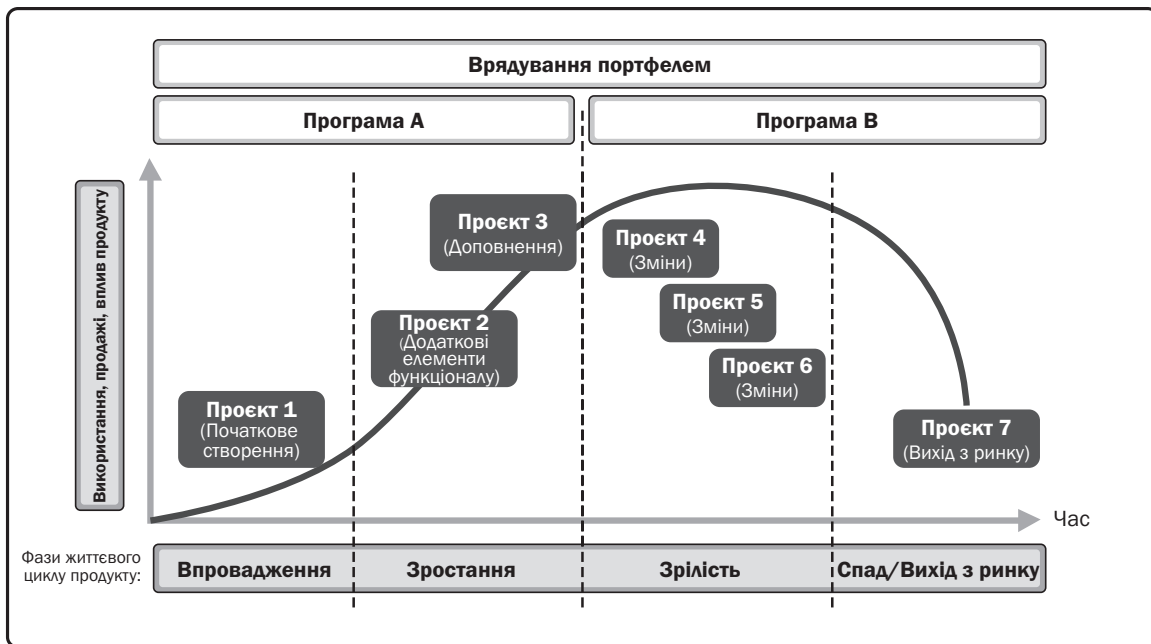 Врядування портфелем
Програма А
Програма В
Використання, продажі, вплив продукту
Проєкт 3
(Доповнення)
Проєкт 4
(Зміни)
Проєкт 5
(Зміни)
Проєкт 2
(Додаткові
елементи
функціоналу)
Проєкт 6
(Зміни)
Проєкт 1
(Початкове
створення)
Проєкт 7
(Вихід з ринку)
Час
Фази життєвого
циклу продукту:
Впровадження
Зростання
Зрілість
Спад/Вихід з ринку